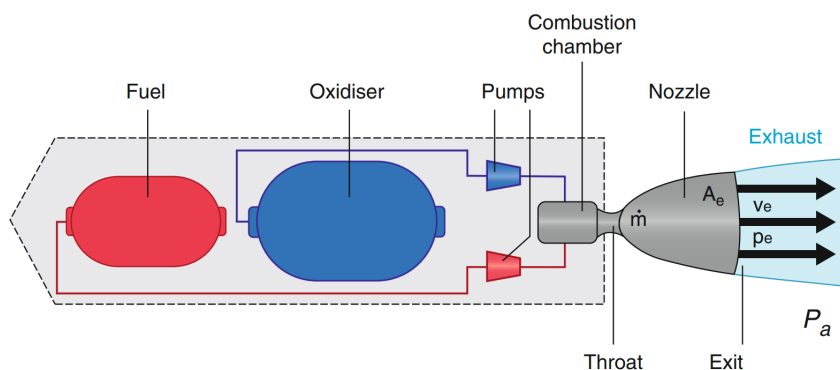 Combustion
chamber
Fuel
Oxidiser
Pumps
Nozzle
Exhaust
Aₑ
vₑ
ṁ
pₑ
Pₐ
Throat
Exit